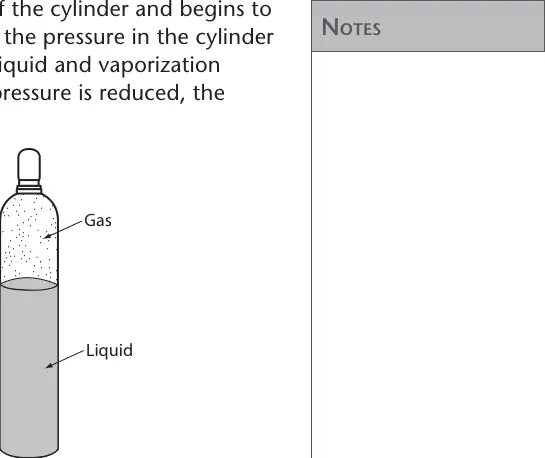 f the cylinder and begins to
the pressure in the cylinder
iquid and vaporization
pressure is reduced, the
NOTES
Gas
Liquid